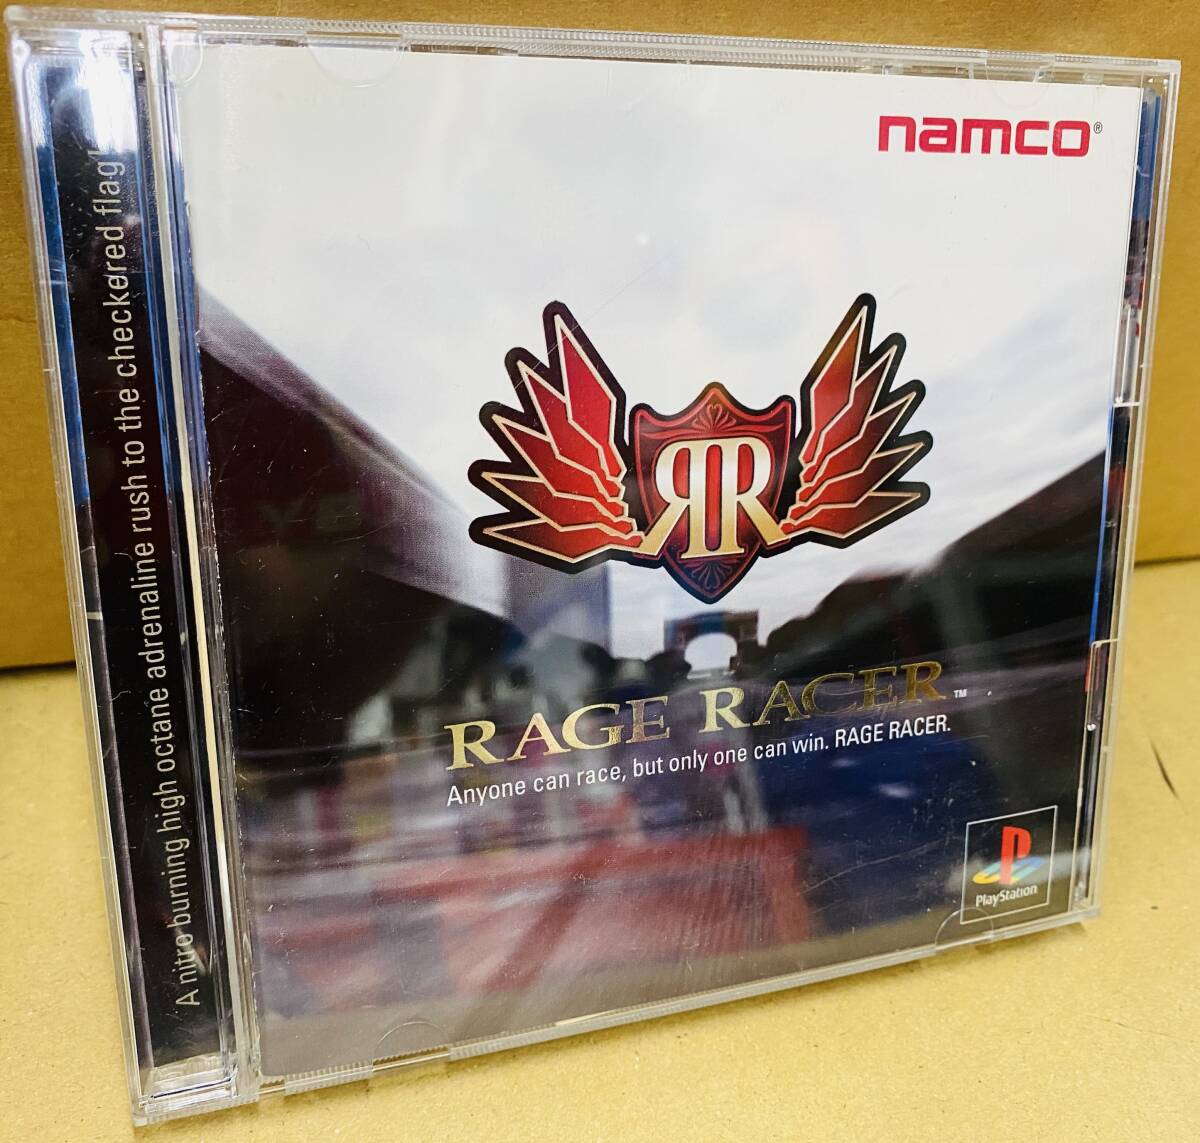 namco®
RR
RAGE RACER™
Anyone can race, but only one can win. RAGE RACER.
PlayStation
A nitro burning high octane adrenaline rush to the checkered flag!